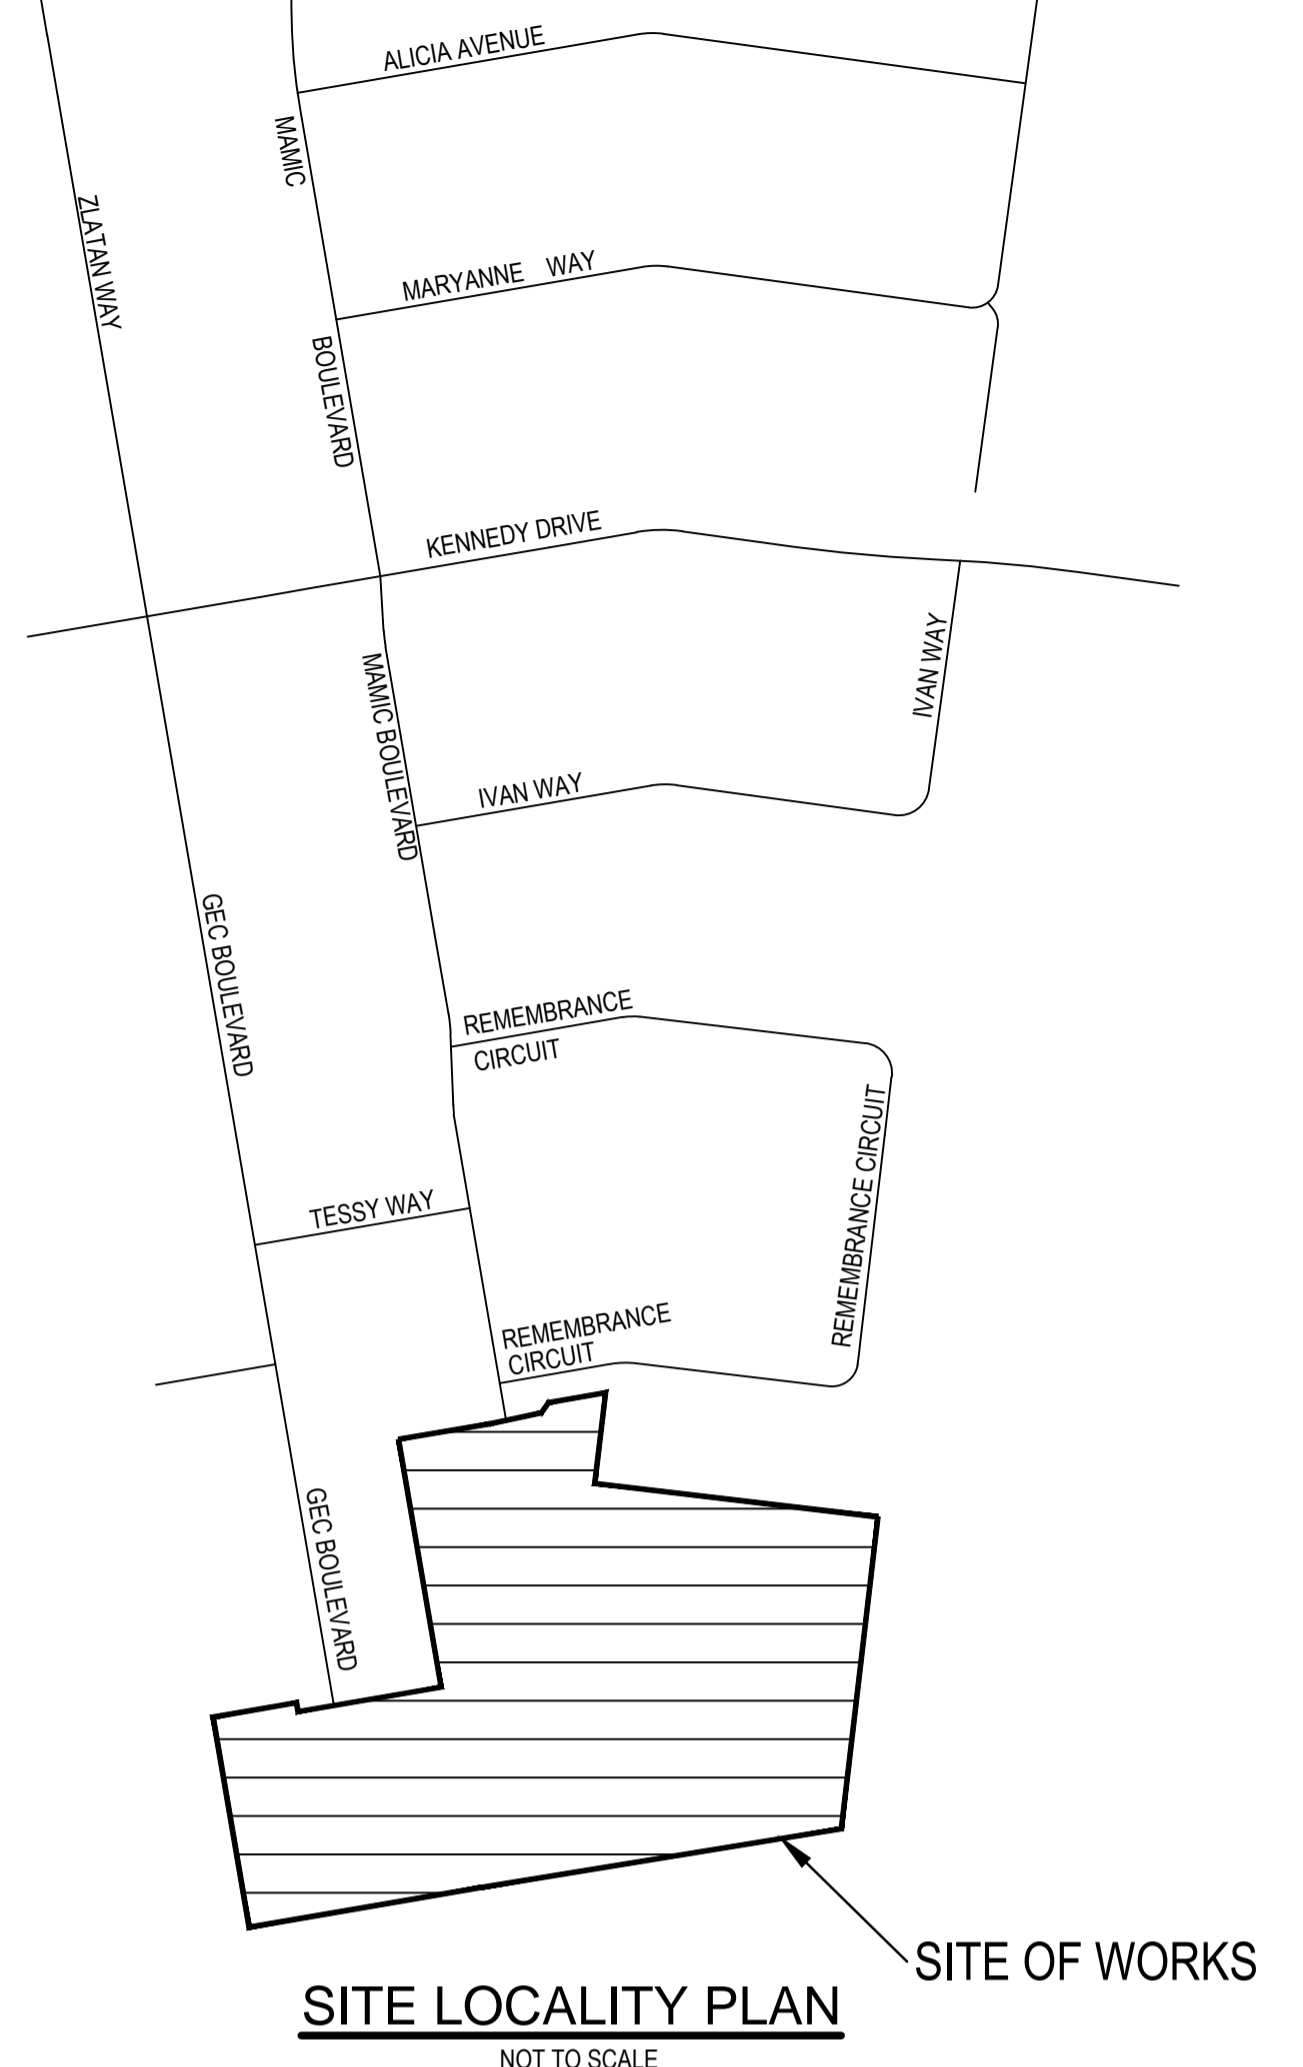 ALICIA AVENUE
MAMIC
ZLATAN WAY
MARYANNE WAY
BOULEVARD
KENNEDY DRIVE
IVAN WAY
MAMIC BOULEVARD
IVAN WAY
GEC BOULEVARD
REMEMBRANCE
CIRCUIT
REMEMBRANCE CIRCUIT
TESSY WAY
REMEMBRANCE
CIRCUIT
GEC BOULEVARD
SITE OF WORKS
SITE LOCALITY PLAN
NOT TO SCALE